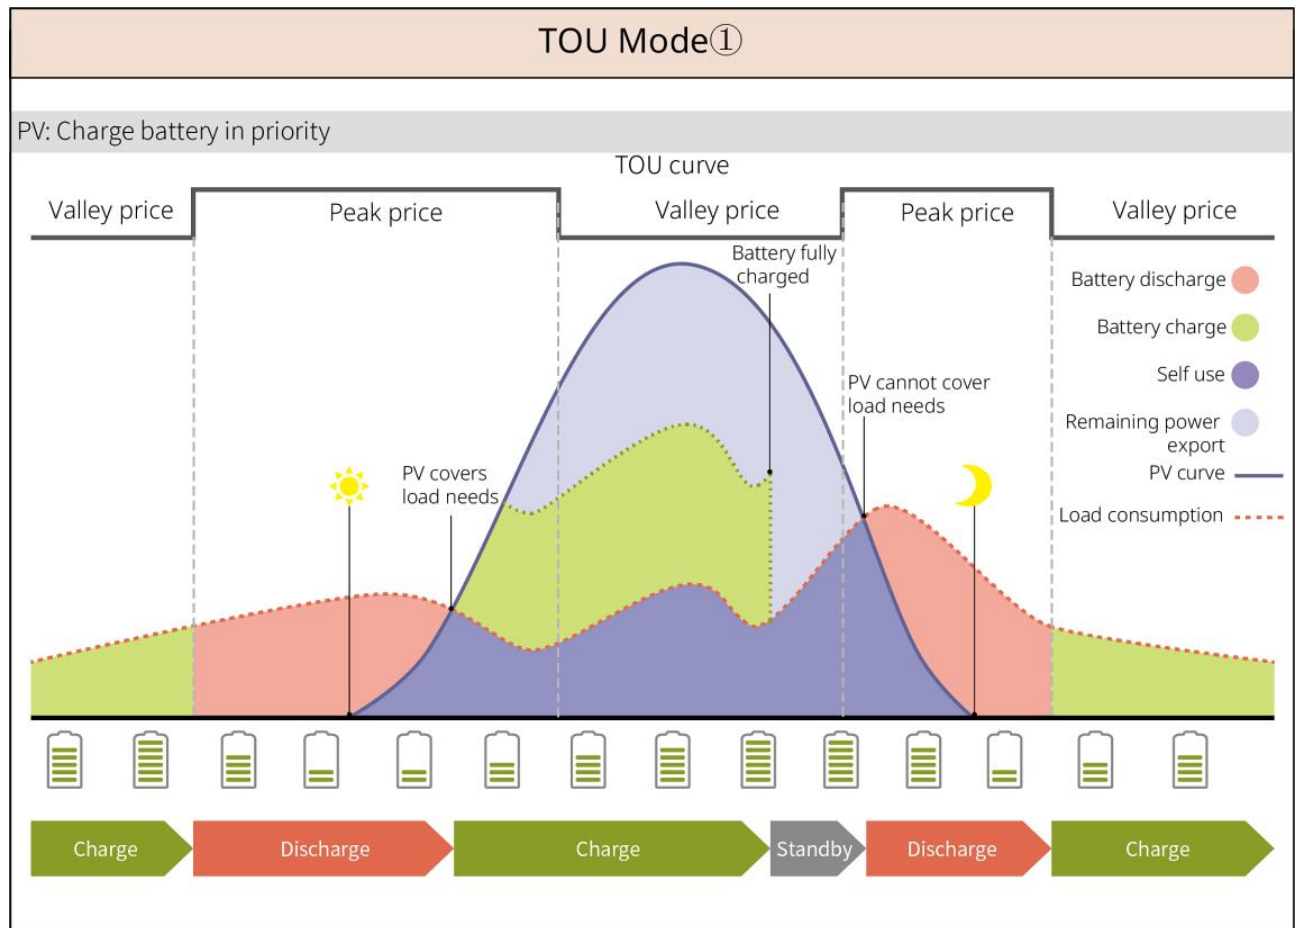 TOU Mode①
PV: Charge battery in priority
TOU curve
Valley price
Peak price
Valley price
Peak price
Valley price
Battery fully
charged
Battery discharge
Battery charge
Self use
Remaining power
export
PV curve
Load consumption
PV cannot cover
load needs
PV covers
load needs
Charge
Discharge
Charge
Standby
Discharge
Charge